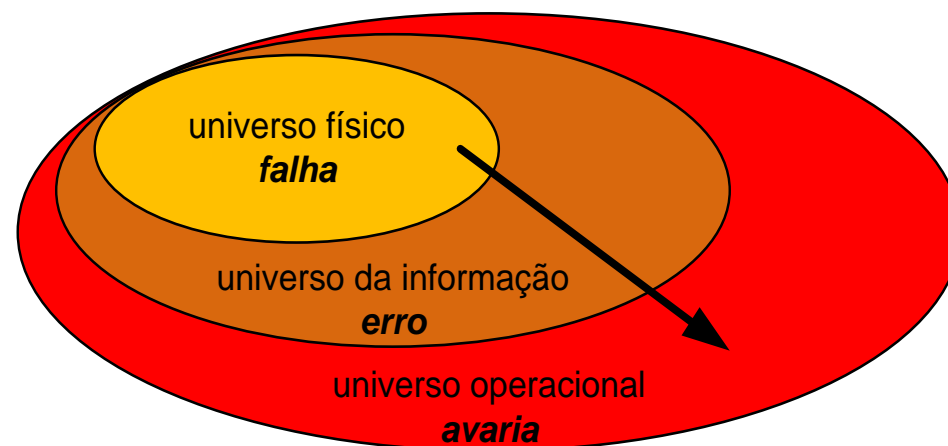 universo físico
falha
universo da informação
erro
universo operacional
avaria